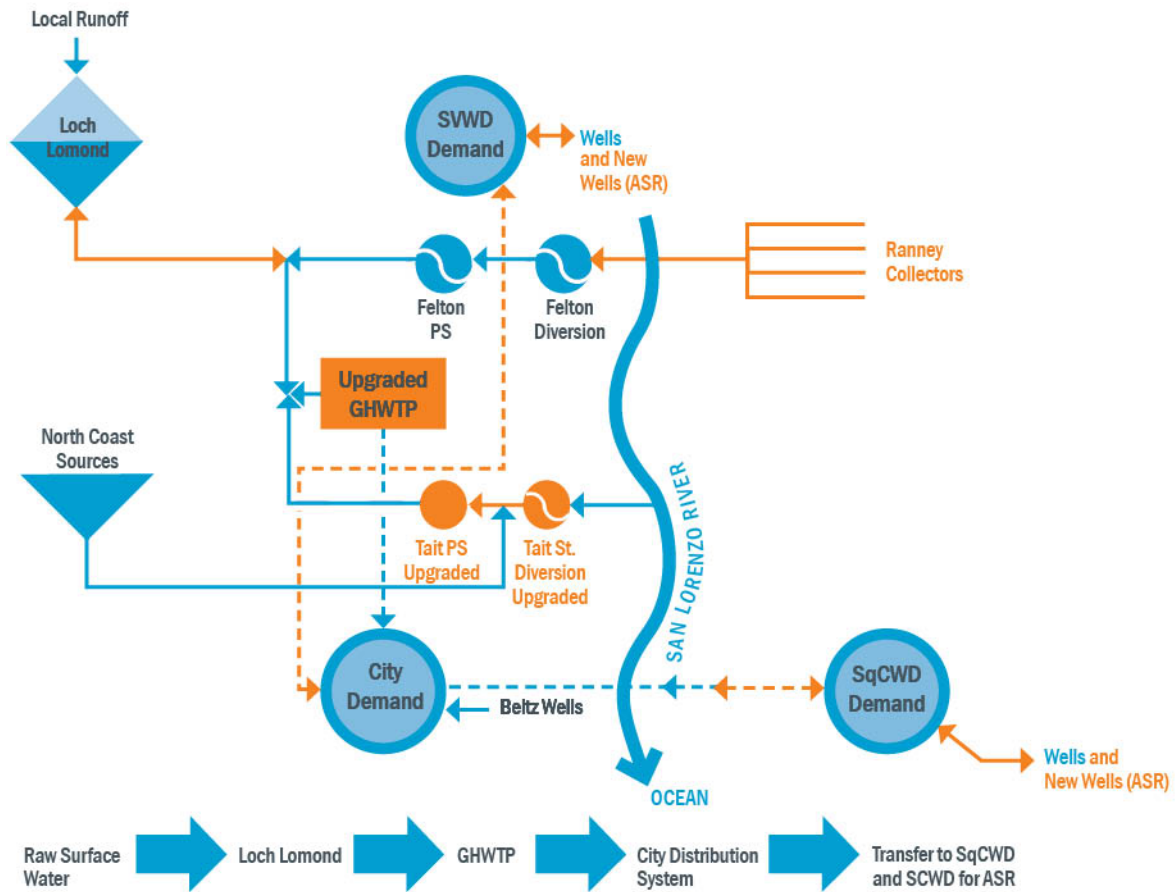 Local Runoff
Loch
Lomond
SVWD
Demand
Wells
and New
Wells (ASR)
Ranney
Collectors
Felton
PS
Felton
Diversion
Upgraded
GHWTP
North Coast
Sources
Tait PS
Upgraded
Tait St.
Diversion
Upgraded
SAN LORENZO RIVER
City
Demand
Beltz Wells
SqCWD
Demand
Wells and
New Wells (ASR)
OCEAN
Raw Surface
Water
Loch Lomond
GHWTP
City Distribution
System
Transfer to SqCWD
and SCWD for ASR